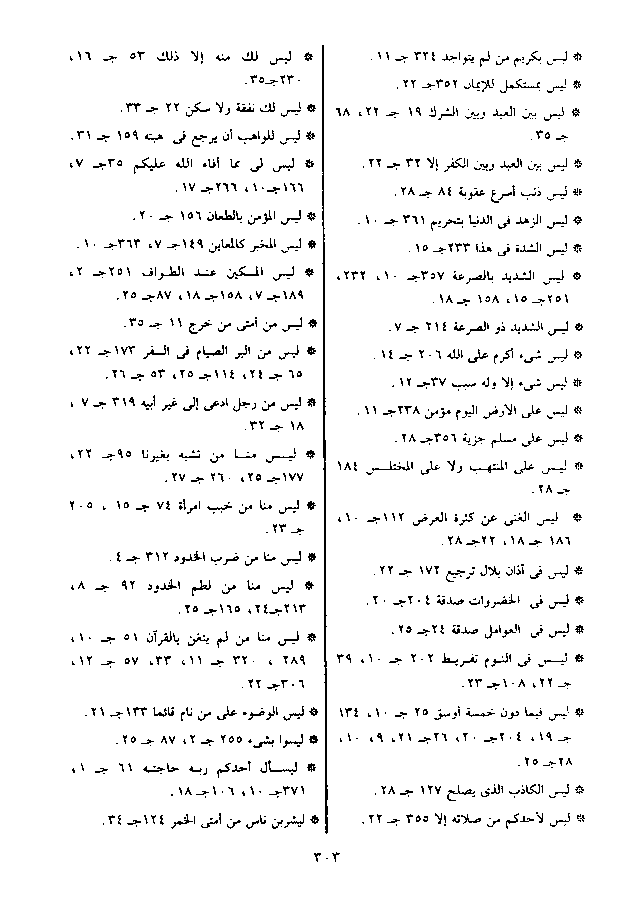 * ليس بكريم من لم يتواجد ٣٢٤ جـ ١١.
* ليس بمستكمل للإيمان ٣٥٢جـ ٢٢.
* ليس بين العبد وبين الشرك ١٩ جـ ٢٢، ٦٨
جـ ٣٥.
* ليس بين العبد وبين الكفر إلا ٣٢ جـ ٢٢.
* ليس ذنب أسرع عقوبة ٨٤ جـ ٢٨.
* ليس الزهد فى الدنيا بتحريم ٣٦١ جـ ١٠.
* ليس الشدة فى هذا ٢٣٣جـ ١٥.
* ليس الشديد بالصرعة ٣٥٧جـ ١٠، ٢٣٢،
٢٥١جـ ١٥، ١٥٨ جـ ١٨.
* ليس الشديد ذو الصرعة ٢١٤ جـ ٧.
* ليس شىء أكرم على الله ٢٠٦ جـ ١٤.
* ليس شىء إلا وله سبب ٣٧جـ ١٢.
* ليس على الأرض اليوم مؤمن ٢٣٨جـ ١١.
* ليس على مسلم جزية ٣٥٦جـ ٢٨.
* ليس على المنتهب ولا على المختلس ١٨٤
جـ ٢٨.
* ليس الغنى عن كثرة العرض ١١٢جـ ١٠،
١٨٦ جـ ١٨، ٢٢جـ ٢٨.
* ليس فى أذان بلال ترجيع ١٧٢ جـ ٢٢.
* ليس فى الخضروات صدقة ٢٠٤جـ ٢٠.
* ليس فى العوامل صدقة ٢٤جـ ٢٥.
* ليس فى النوم تفريط ٢٠٢ جـ ١٠، ٣٩
جـ ٢٢، ١٠٨جـ ٢٣.
* ليس فيما دون خمسة أوسق ٢٥ جـ ١٠، ١٣٤
جـ ١٩، ٢٠٤جـ ٢٠، ٢٦جـ ٢١، ٩، ١٠،
٢٨جـ ٢٥.
* ليس الكاذب الذى يصلح ١٢٧ جـ ٢٨.
* ليس لأحدكم من صلاته إلا ٣٥٥ جـ ٢٢.
* ليس لك منه إلا ذلك ٥٣ جـ ١٦،
٢٣٠جـ٣٥.
* ليس لك نفقة ولا سكن ٢٢ جـ ٣٣.
* ليس للواهب أن يرجع فى هبته ١٥٩ جـ ٣١.
* ليس لى مما أفاء الله عليكم ٣٥جـ ٧،
١٦٦جـ١٠، ٢٦٦جـ ١٧.
* ليس المؤمن بالطعان ١٥٦ جـ ٢٠.
* ليس المخبر كالمعاين ١٤٩جـ ٧، ٣٦٣جـ ١٠.
* ليس المسكين عند الطواف ٢٥١جـ ٢،
١٨٩جـ ٧، ١٥٨جـ ١٨، ٨٧جـ ٢٥.
* ليس من أمتى من خرج ١١ جـ ٣٥.
* ليس من البر الصيام فى السفر ١٧٣جـ ٢٢،
٦٥ جـ ٢٤، ١١٤جـ ٢٥، ٥٣ جـ ٢٦.
* ليس من رجل ادعى إلى غير أبيه ٣١٩ جـ ٧ ،
١٨ جـ ٣٢.
* ليس منا من تشبه بغيرنا ٩٥جـ ٢٢،
١٧٧جـ ٢٥، ٢٦٠ جـ ٢٧.
* ليس منا من خبب امرأة ٧٤ جـ ١٥ ، ٢٠٥
جـ ٢٣.
* ليس منا من ضرب الخدود ٣١٢ جـ ٤.
* ليس منا من لطم الخدود ٩٢ جـ ٨،
٢١٣جـ٢٤، ١٦٥جـ ٢٥.
* ليس منا من لم يتغن بالقرآن ٥١ جـ ١٠،
٢٨٩ ، ٣٢٠ جـ ١١، ٣٣، ٥٧ جـ ١٢،
٣٠٦جـ ٢٢.
* ليس الوضوء على من نام قائما ١٣٣جـ ٢١.
* ليسوا بشىء ٢٥٥ جـ ٢، ٨٧ جـ ٢٥.
* ليسأل أحدكم ربه حاجته ٦١ جـ ١،
٣٧١جـ ١٠، ١٠٦جـ ١٨.
* ليشربن ناس من أمتى الخمر ١٢٤جـ ٣٤.
٣٠٣